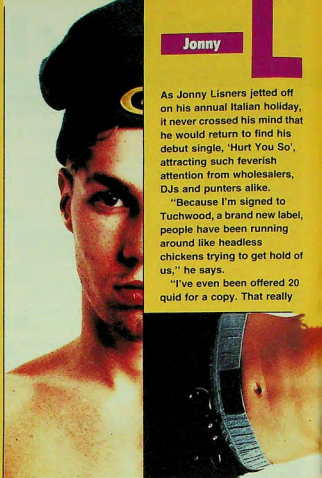 Jonny
L
As Jonny Lisners jetted off
on his annual Italian holiday,
it never crossed his mind that
he would return to find his
debut single, 'Hurt You So',
attracting such feverish
attention from wholesalers,
DJs and punters alike.
"Because I'm signed to
Tuchwood, a brand new label,
people have been running
around like headless
chickens trying to get hold of
us," he says.
"I've even been offered 20
quid for a copy. That really